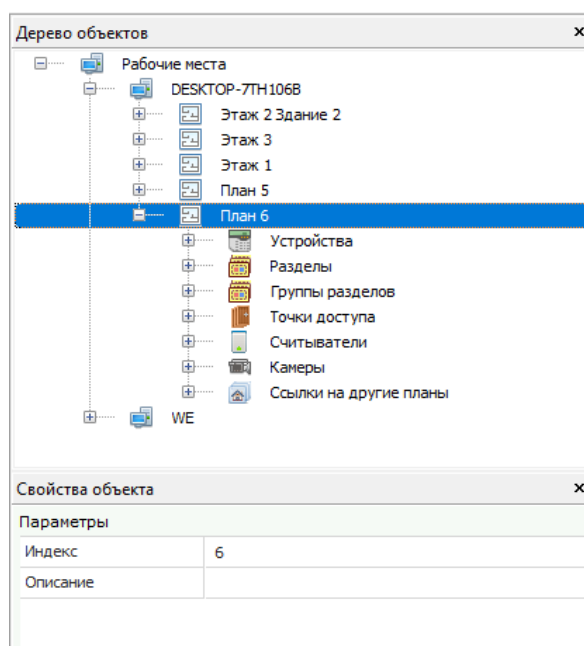 Дерево объектов
Рабочие места
DESKTOP-7TH106B
Этаж 2 Здание 2
Этаж 3
Этаж 1
План 5
План 6
Устройства
Разделы
Группы разделов
Точки доступа
Считыватели
Камеры
Ссылки на другие планы
WE
Свойства объекта
Параметры
Индекс 6
Описание